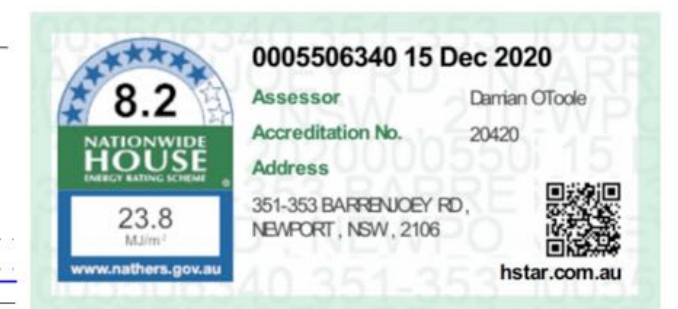 8.2
NATIONWIDE
HOUSE
ENERGY RATING SCHEME
®
23.8
MJ/m²
www.nathers.gov.au
0005506340 15 Dec 2020
Assessor Damian OToole
Accreditation No. 20420
Address
351-353 BARRENJOEY RD,
NEWPORT , NSW , 2106
hstar.com.au